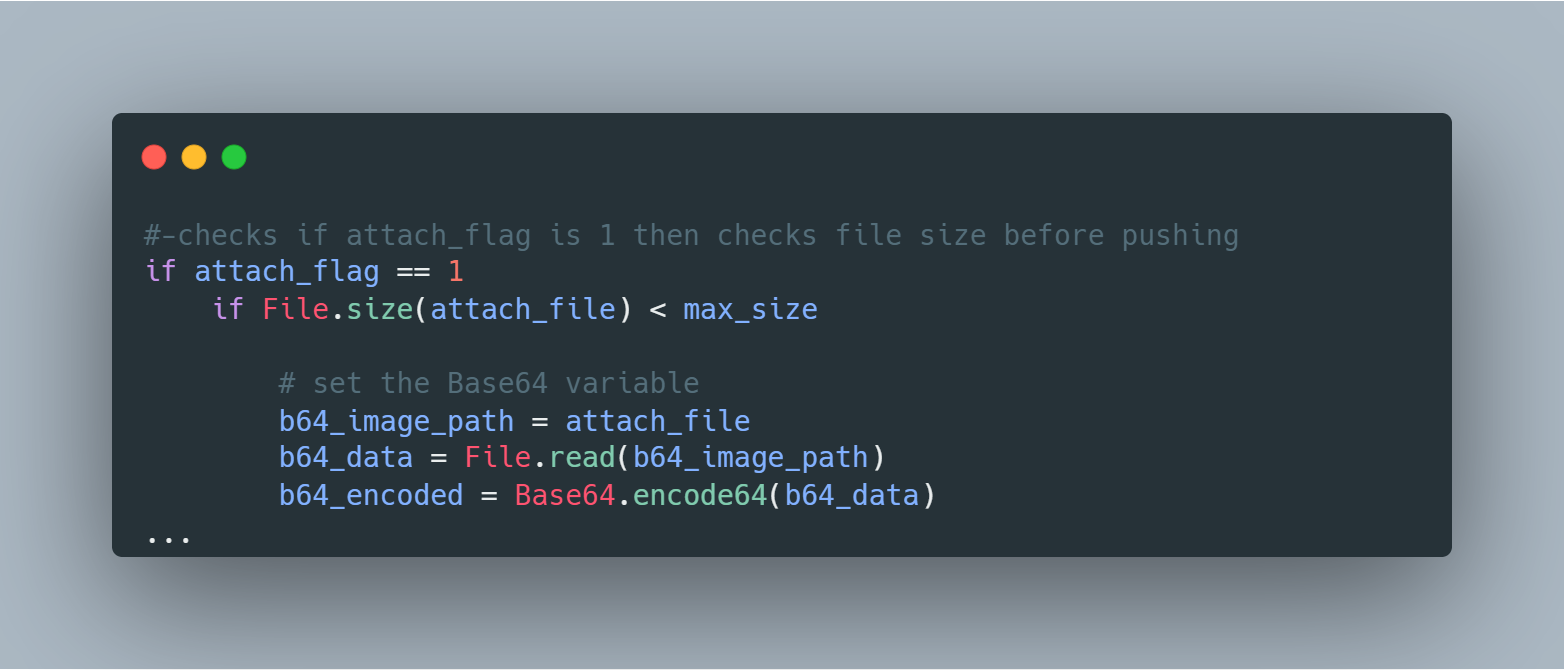 #-checks if attach_flag is 1 then checks file size before pushing
if attach_flag == 1
    if File.size(attach_file) < max_size
        # set the Base64 variable
        b64_image_path = attach_file
        b64_data = File.read(b64_image_path)
        b64_encoded = Base64.encode64(b64_data)
...